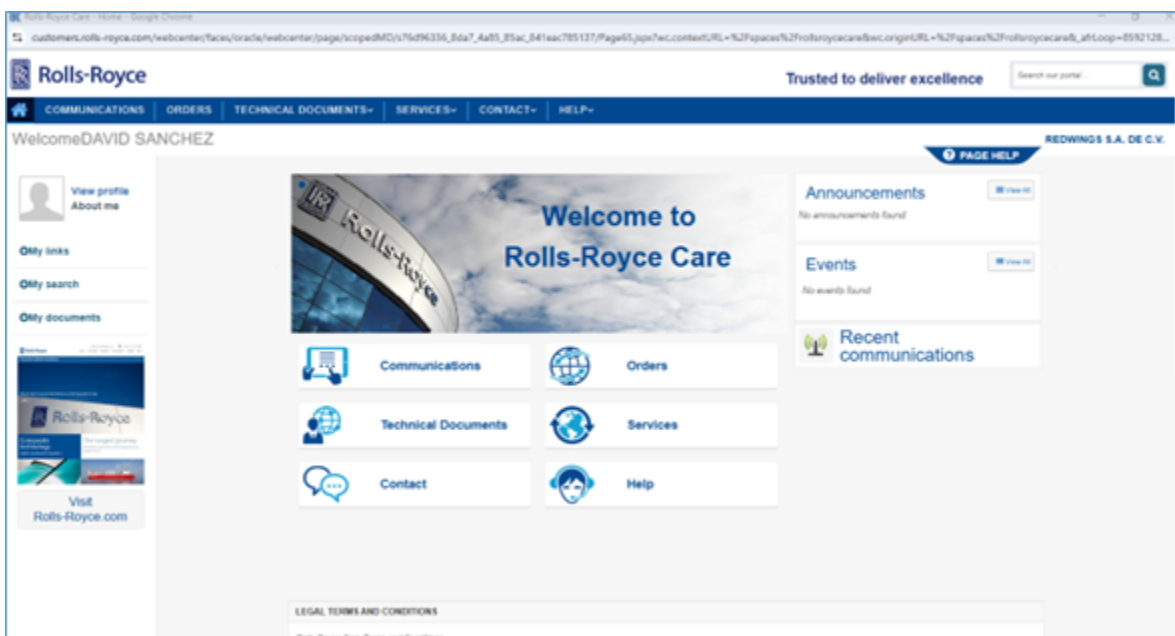 Rolls-Royce Care - Home - Google Chrome
Rolls-Royce
Trusted to deliver excellence
Search our portal..
COMMUNICATIONS
ORDERS
TECHNICAL DOCUMENTS
SERVICES
CONTACT
HELP
WelcomeDAVID SANCHEZ
REDWINGS S.A. DE C.V.
? PAGE HELP
View profile
About me
My links
My search
My documents
Rolls-Royce
Visit
Rolls-Royce.com
Rolls-Royce
Welcome to
Rolls-Royce Care
Announcements
View All
No announcements found
Events
View All
No events found
Recent
communications
Communications
Orders
Technical Documents
Services
Contact
Help
LEGAL TERMS AND CONDITIONS